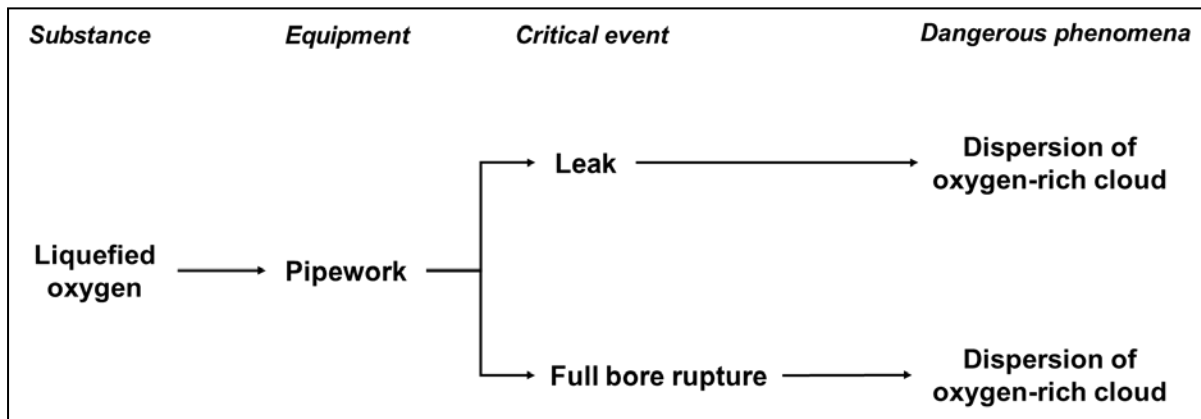 Substance Equipment Critical event Dangerous phenomena
Leak
Dispersion of
oxygen-rich cloud
Liquefied
oxygen
Pipework
Full bore rupture
Dispersion of
oxygen-rich cloud